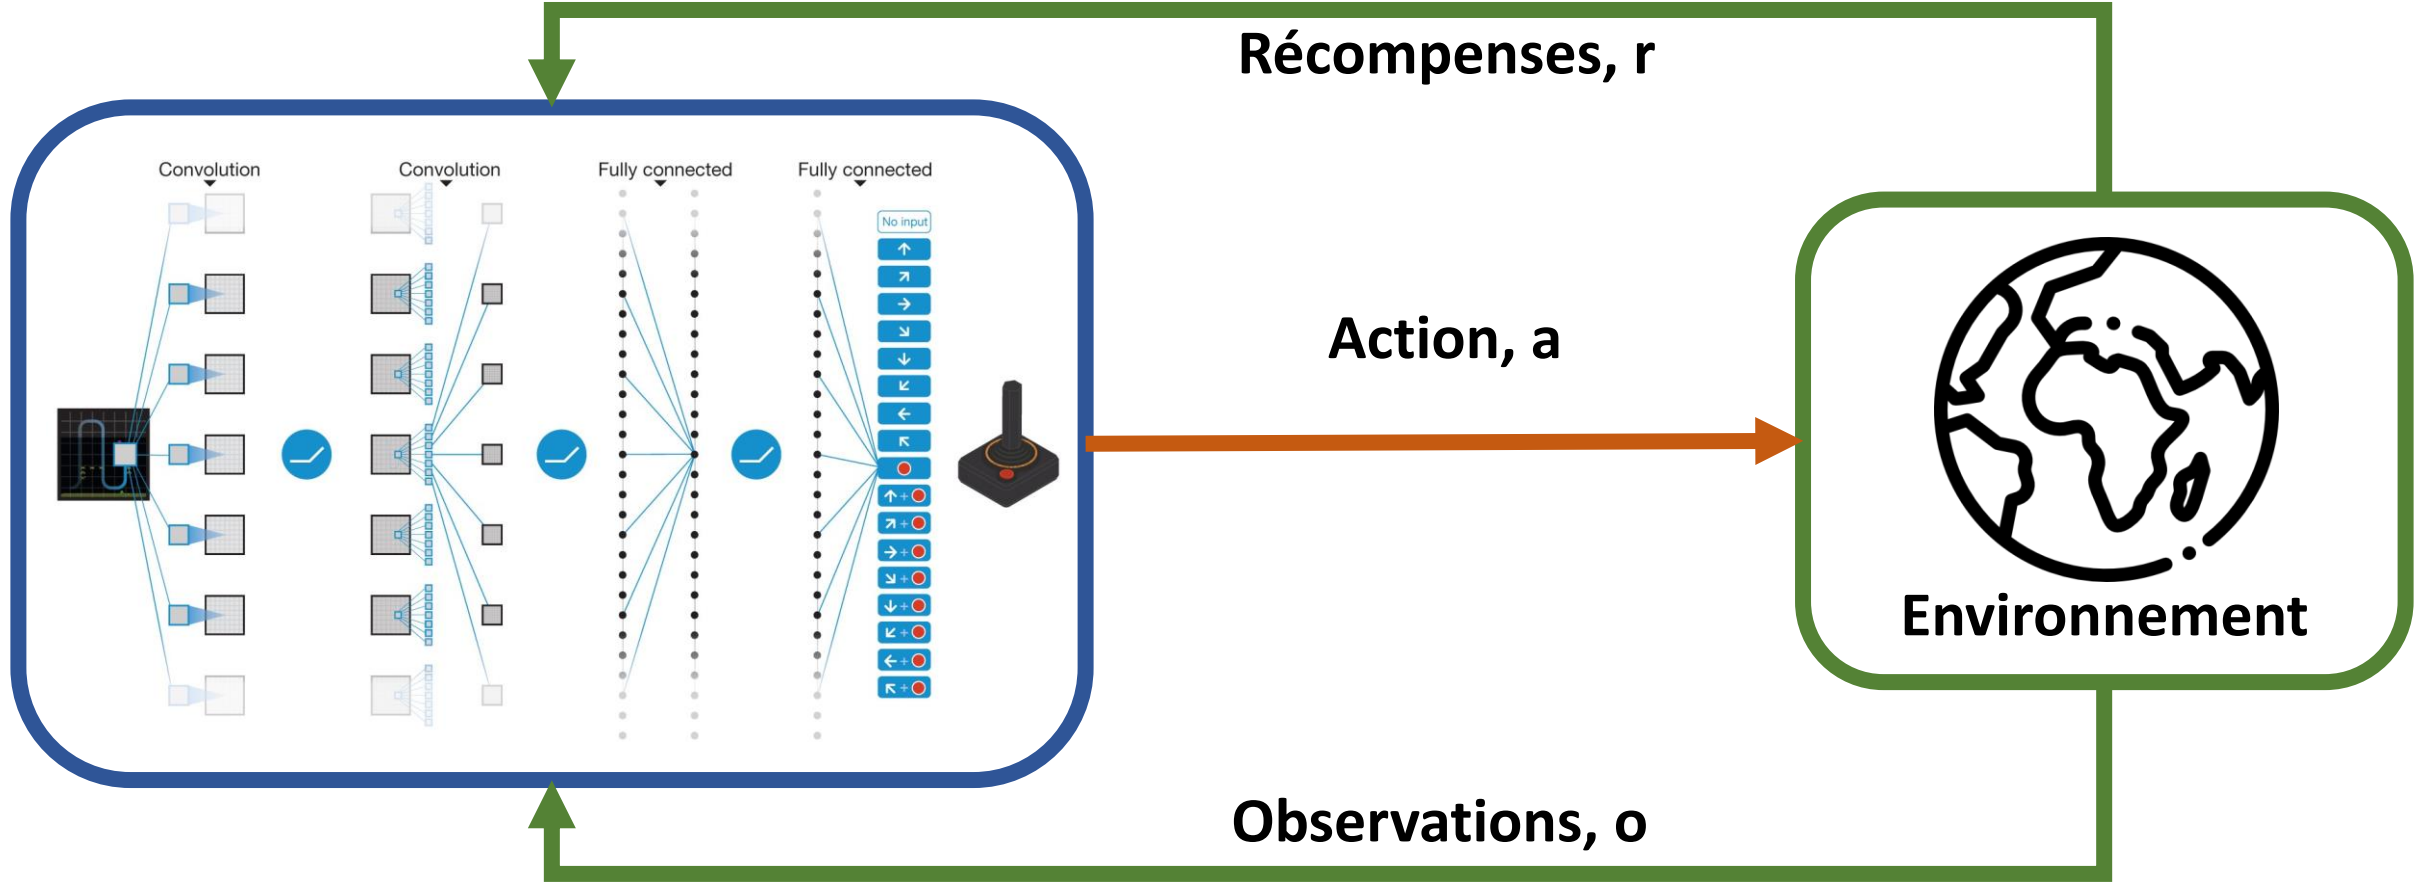 Récompenses, r
Convolution
Convolution
Fully connected
Fully connected
No input
Action, a
Environnement
Observations, o